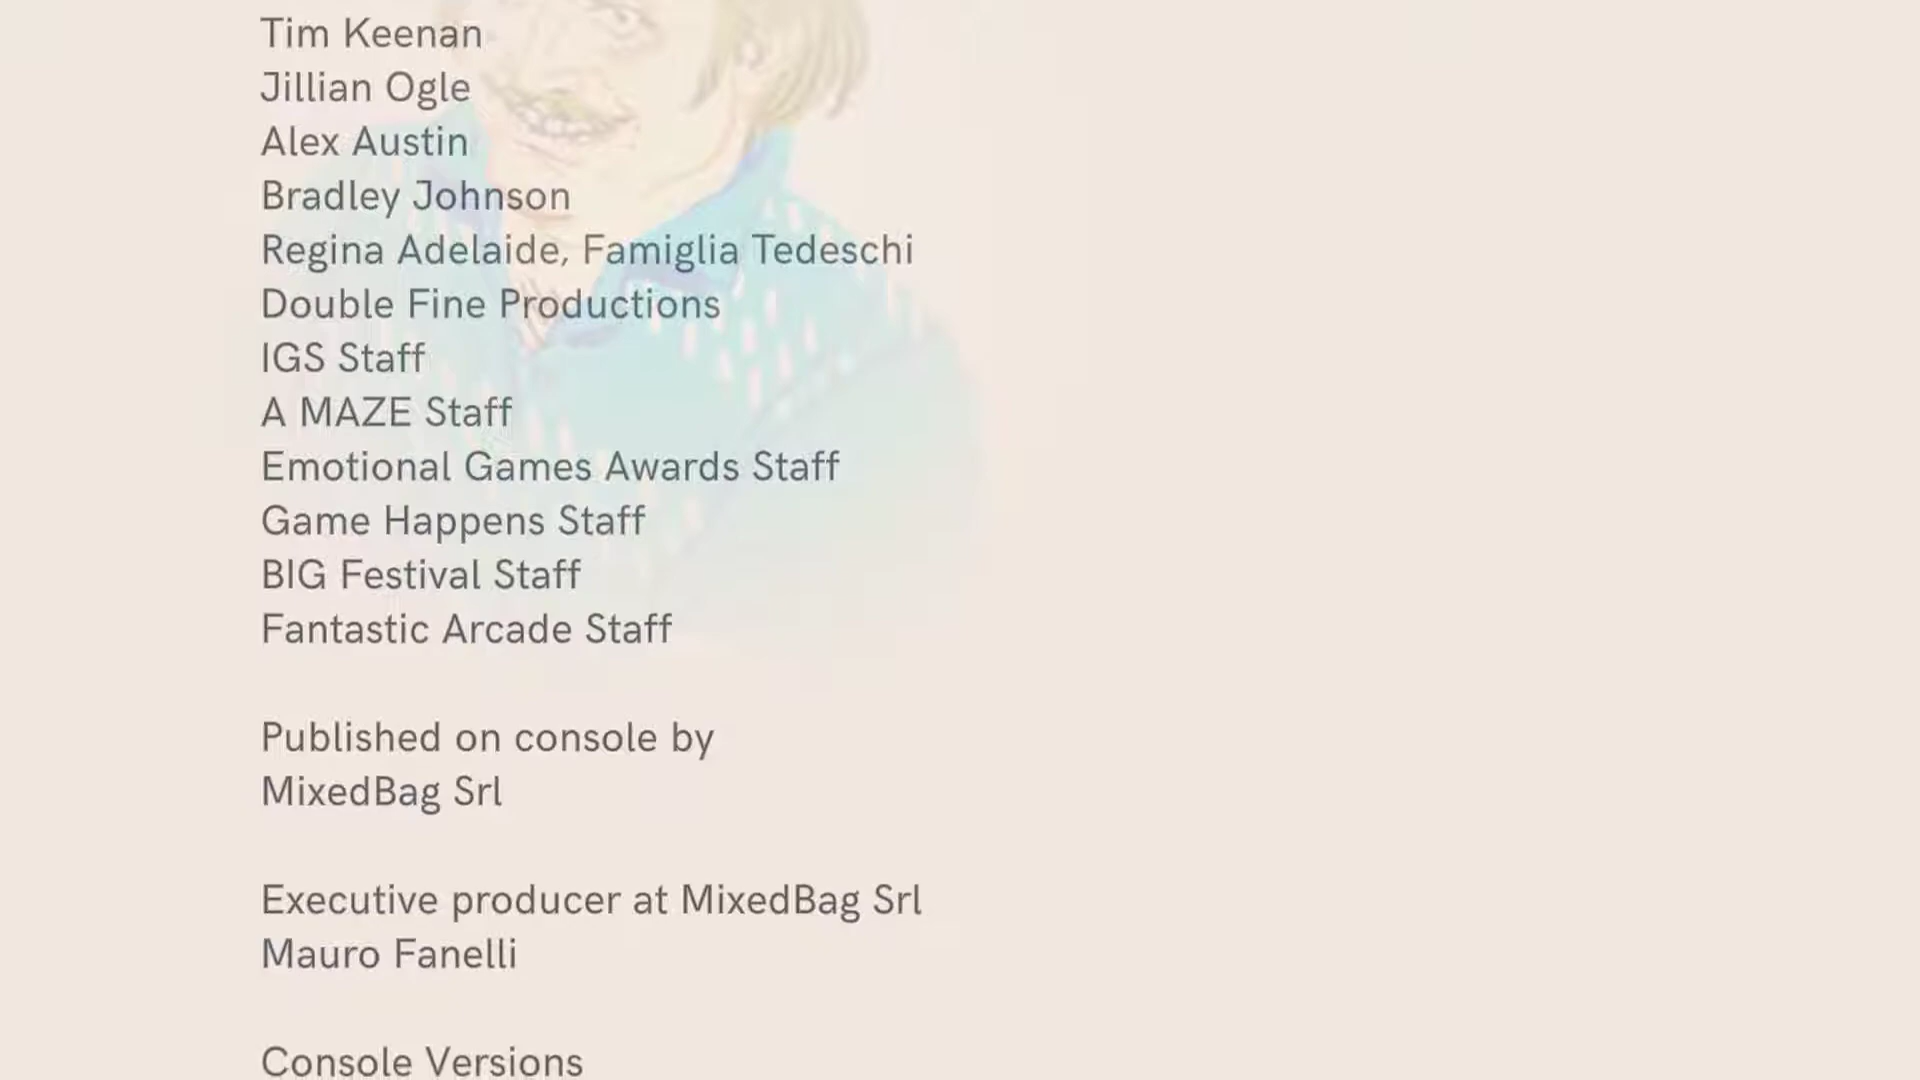 Tim Keenan
Jillian Ogle
Alex Austin
Bradley Johnson
Regina Adelaide, Famiglia Tedeschi
Double Fine Productions
IGS Staff
A MAZE Staff
Emotional Games Awards Staff
Game Happens Staff
BIG Festival Staff
Fantastic Arcade Staff
Published on console by
MixedBag Srl
Executive producer at MixedBag Srl
Mauro Fanelli
Console Versions